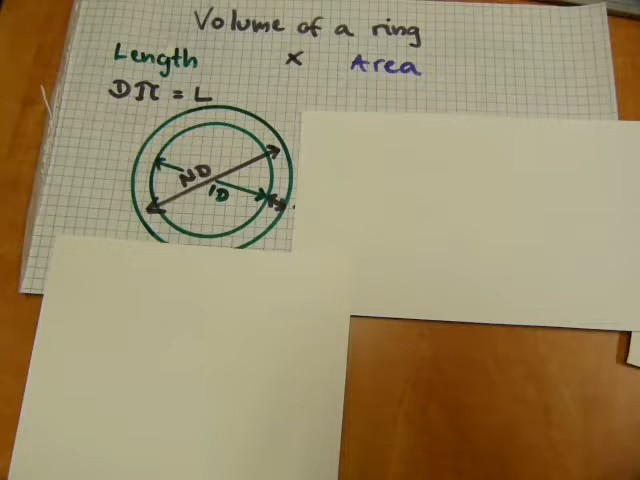 Volume of a ring
Length x Area
Dπ = L
ND
ID